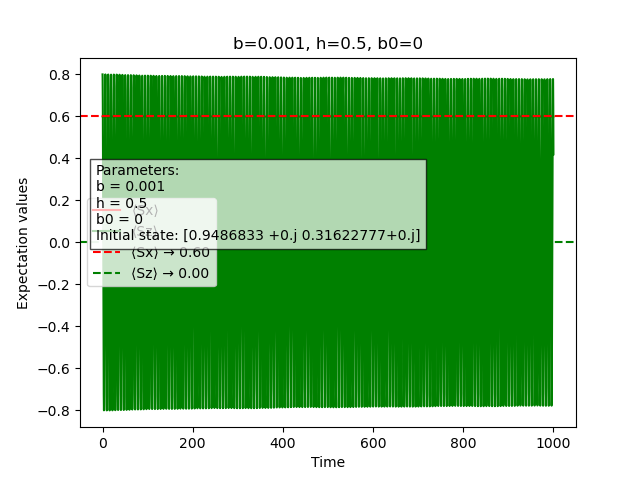 b=0.001, h=0.5, b0=0
Expectation values
0.8
0.6
0.4
0.2
0.0
−0.2
−0.4
−0.6
−0.8
Parameters:
b = 0.001
h = 0.5
b0 = 0
Initial state: [0.9486833 +0.j 0.31622777+0.j]
⟨Sx⟩
⟨Sz⟩
⟨Sx⟩ → 0.60
⟨Sz⟩ → 0.00
0 200 400 600 800 1000
Time